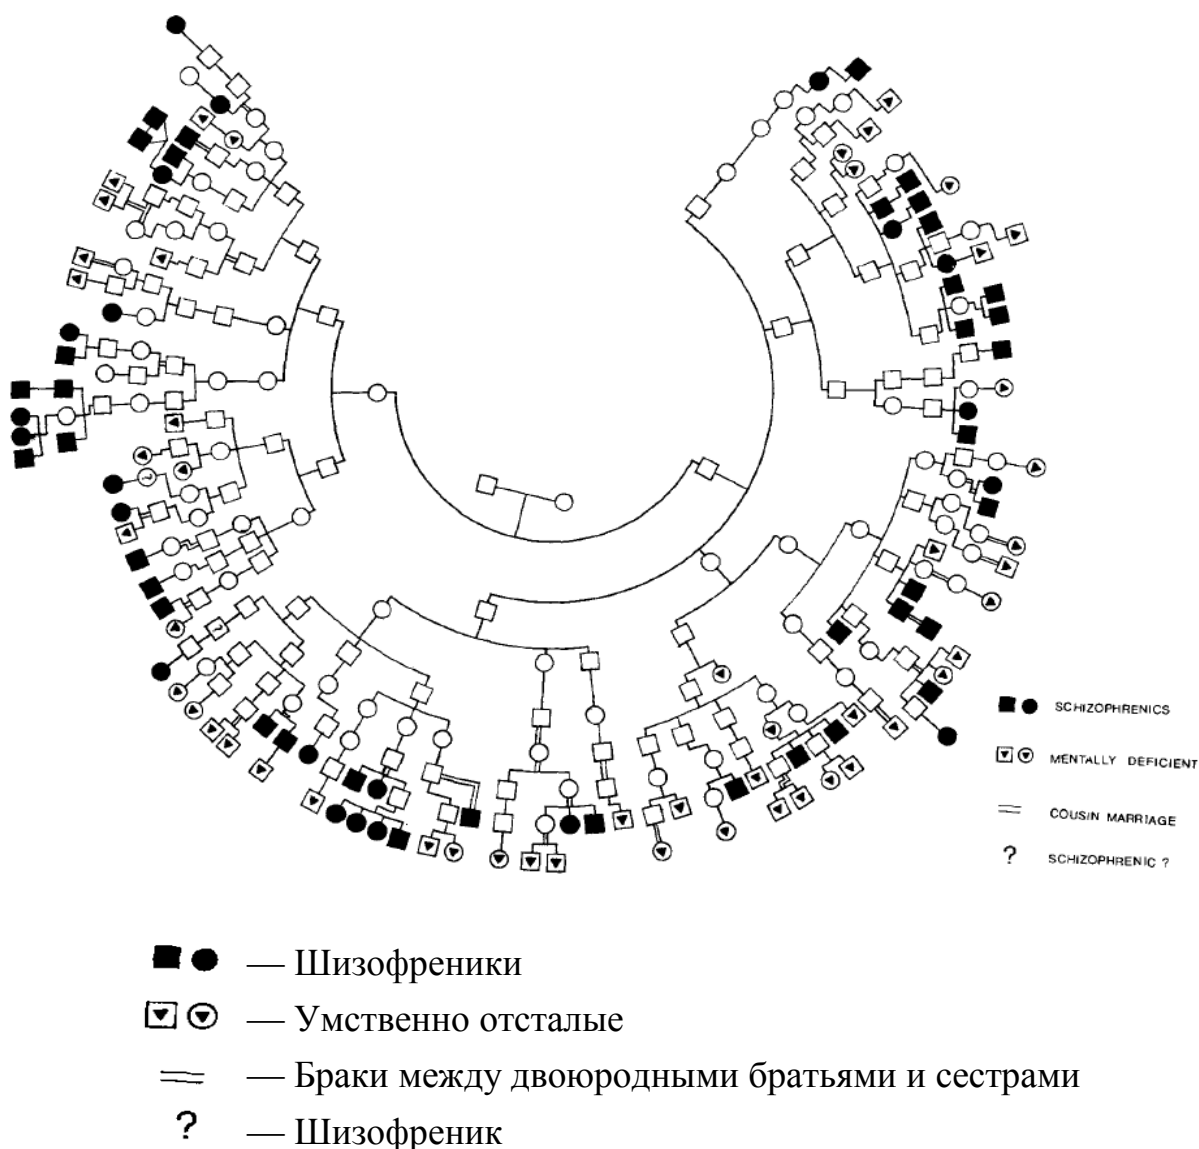 ?
?
SCHIZOPHRENICS
MENTALLY DEFICIENT
COUSIN MARRIAGE
? SCHIZOPHRENIC ?
— Шизофреники
— Умственно отсталые
— Браки между двоюродными братьями и сестрами
? — Шизофреник